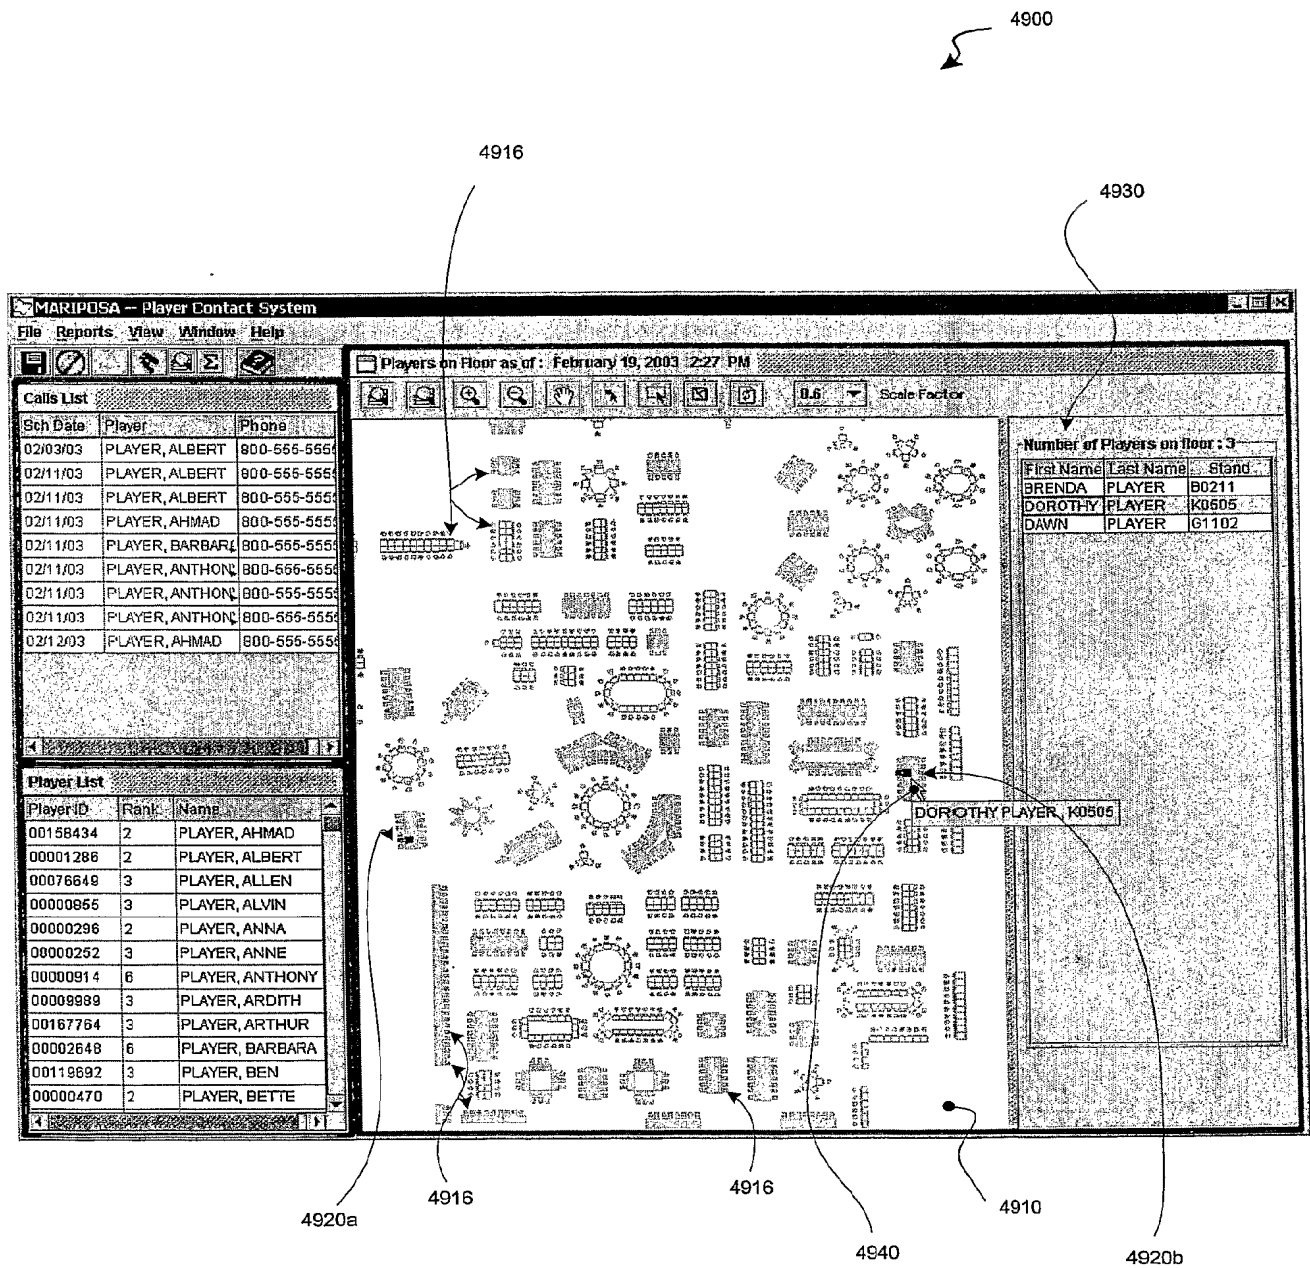 4900
4916
4930
MARIPOSA -- Player Contact System
File Reports View Window Help
Players on Floor as of : February 19, 2003 2:27 PM
0.6 Scale Factor
Calls List
Sch Date Player Phone
02/03/03 PLAYER, ALBERT 800-555-5555
02/11/03 PLAYER, ALBERT 800-555-5555
02/11/03 PLAYER, ALBERT 800-555-5555
02/11/03 PLAYER, AHMAD 800-555-5555
02/11/03 PLAYER, BARBARA 800-555-5555
02/11/03 PLAYER, ANTHON 800-555-5555
02/11/03 PLAYER, ANTHON 800-555-5555
02/11/03 PLAYER, ANTHON 800-555-5555
02/12/03 PLAYER, AHMAD 800-555-5555
Number of Players on floor : 3
First Name Last Name Stand
BRENDA PLAYER B0211
DOROTHY PLAYER K0505
DAWN PLAYER G1102
DOROTHY PLAYER , K0505
Player List
Player ID Rank Name
00158434 2 PLAYER, AHMAD
00001286 2 PLAYER, ALBERT
00076649 3 PLAYER, ALLEN
00000855 3 PLAYER, ALVIN
00000296 2 PLAYER, ANNA
08000252 3 PLAYER, ANNE
00000914 6 PLAYER, ANTHONY
00009989 3 PLAYER, ARDITH
00167764 3 PLAYER, ARTHUR
00002648 6 PLAYER, BARBARA
00119692 3 PLAYER, BEN
00000470 2 PLAYER, BETTE
4920a
4916
4916
4940
4910
4920b